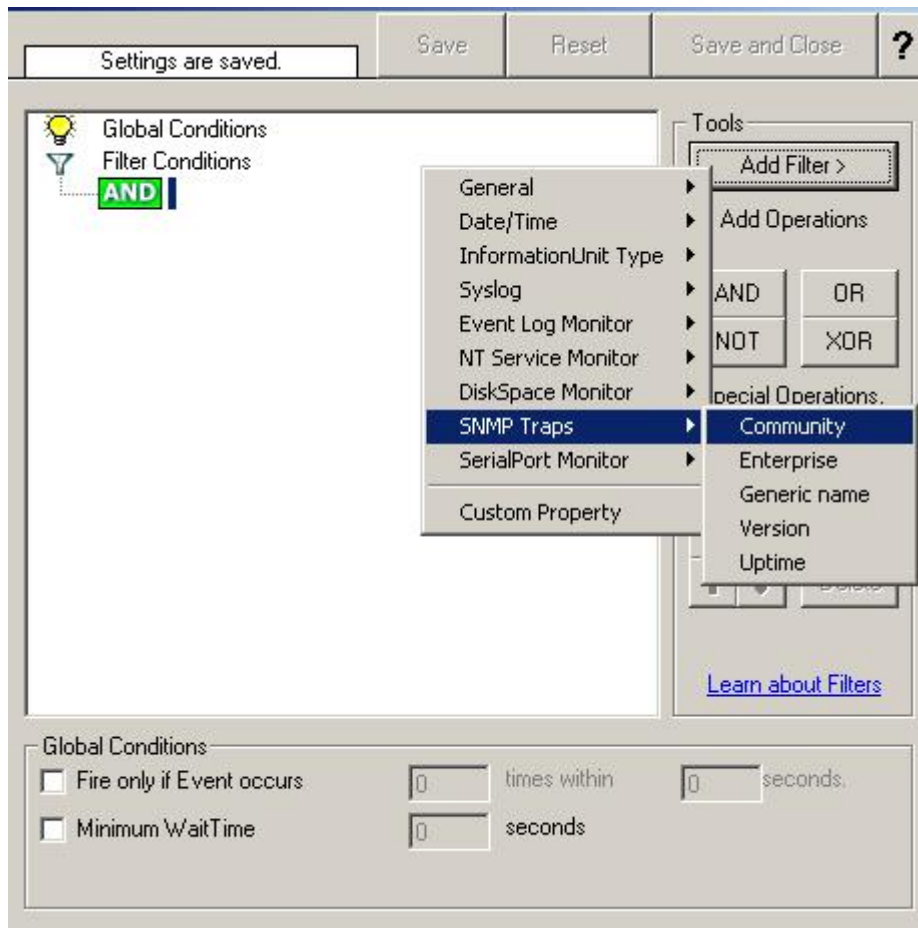 Settings are saved.
Save
Reset
Save and Close
?
Global Conditions
Filter Conditions
AND
Tools
Add Filter >
Add Operations
AND
OR
NOT
XOR
pecial Operations.
General
Date/Time
InformationUnit Type
Syslog
Event Log Monitor
NT Service Monitor
DiskSpace Monitor
SNMP Traps
SerialPort Monitor
Custom Property
Community
Enterprise
Generic name
Version
Uptime
Learn about Filters
Global Conditions
Fire only if Event occurs 0 times within 0 seconds.
Minimum WaitTime 0 seconds